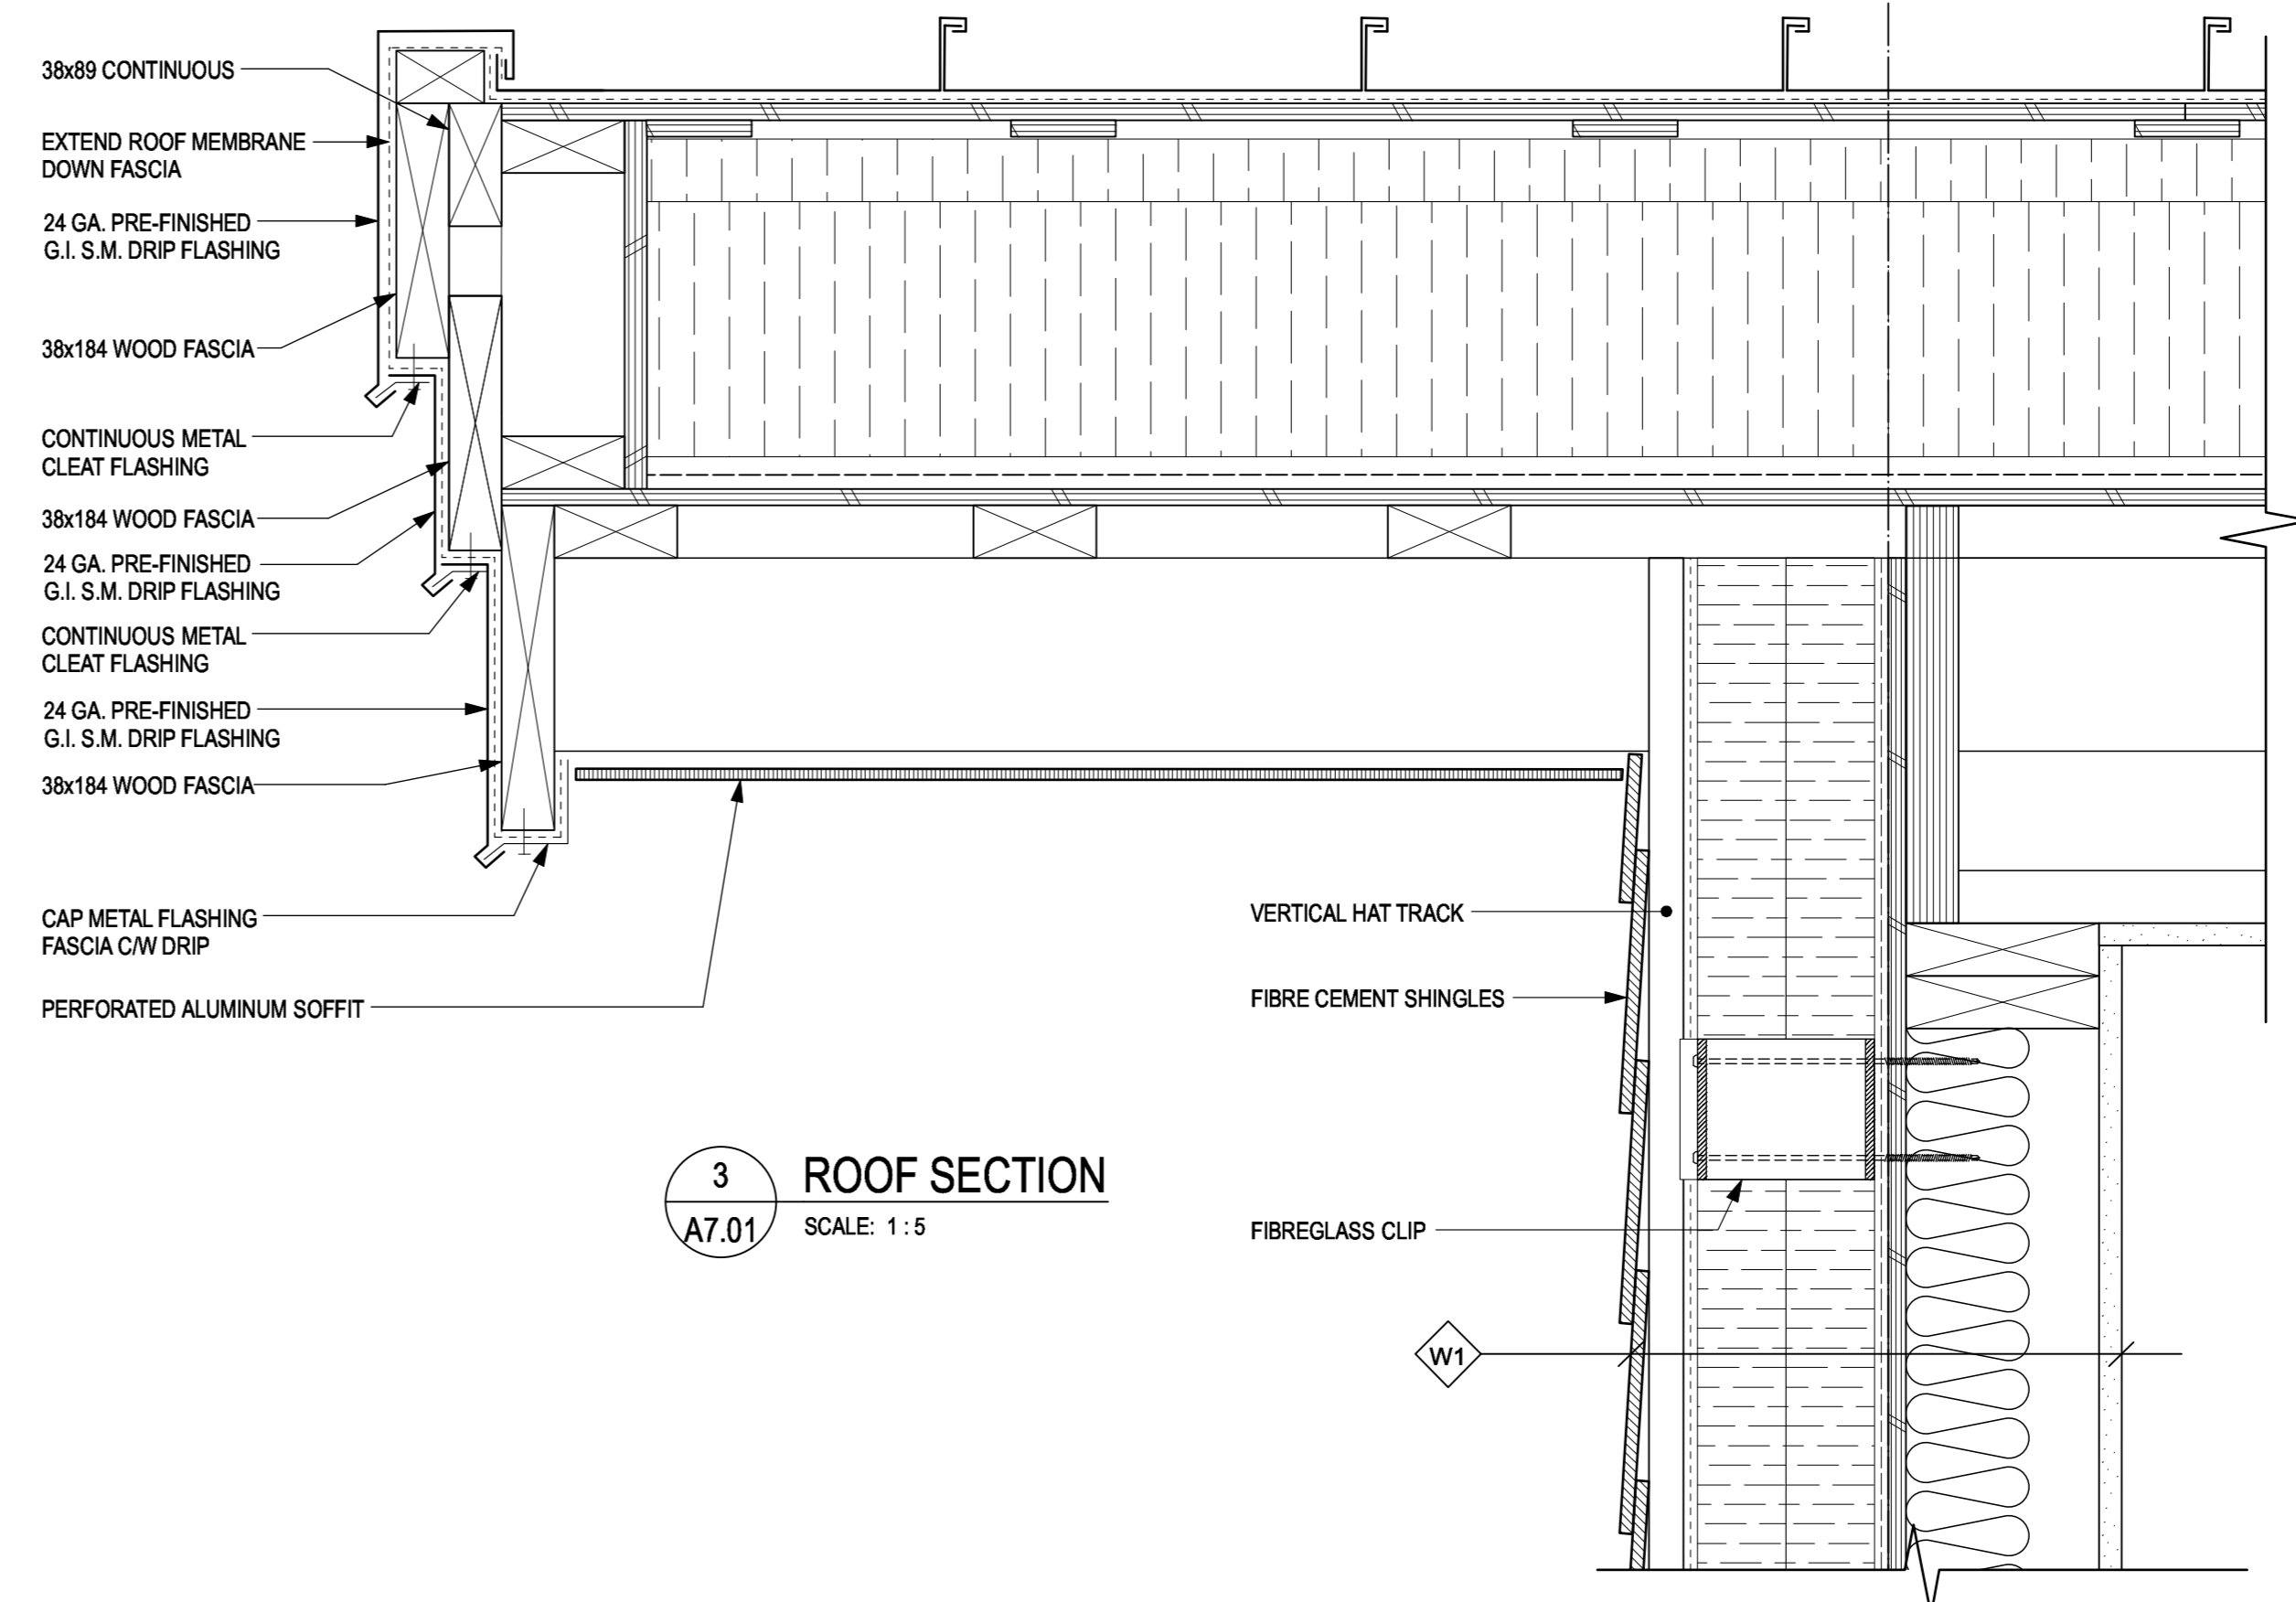 38x89 CONTINUOUS
EXTEND ROOF MEMBRANE
DOWN FASCIA
24 GA. PRE-FINISHED
G.I. S.M. DRIP FLASHING
38x184 WOOD FASCIA
CONTINUOUS METAL
CLEAT FLASHING
38x184 WOOD FASCIA
24 GA. PRE-FINISHED
G.I. S.M. DRIP FLASHING
CONTINUOUS METAL
CLEAT FLASHING
24 GA. PRE-FINISHED
G.I. S.M. DRIP FLASHING
38x184 WOOD FASCIA
CAP METAL FLASHING
FASCIA C/W DRIP
PERFORATED ALUMINUM SOFFIT
VERTICAL HAT TRACK
FIBRE CEMENT SHINGLES
FIBREGLASS CLIP
W1
3
A7.01
ROOF SECTION
SCALE: 1 : 5